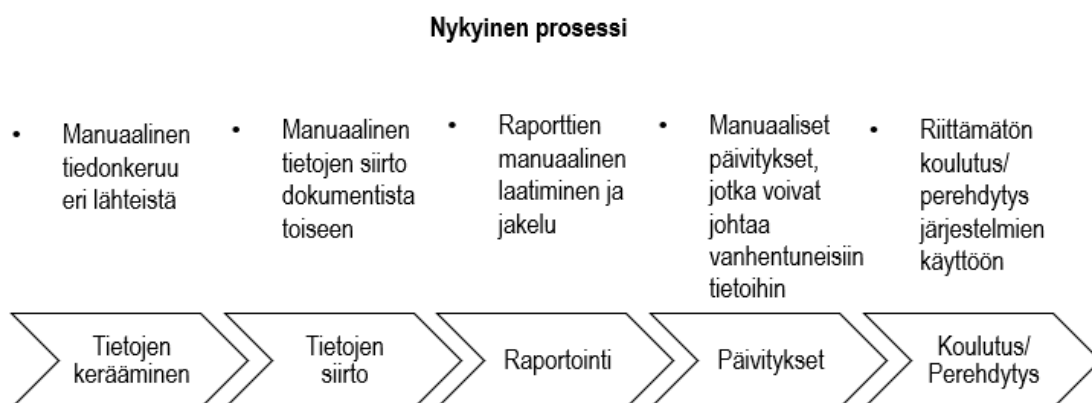 Nykyinen prosessi
• Manuaalinen
tiedonkeruu
eri lähteistä
• Manuaalinen
tietojen siirto
dokumentista
toiseen
• Raporttien
manuaalinen
laatiminen ja
jakelu
• Manuaaliset
päivitykset,
jotka voivat
johtaa
vanhentuneisiin
tietoihin
• Riittämätön
koulutus/
perehdytys
järjestelmien
käyttöön
Tietojen
kerääminen
Tietojen
siirto
Raportointi
Päivitykset
Koulutus/
Perehdytys